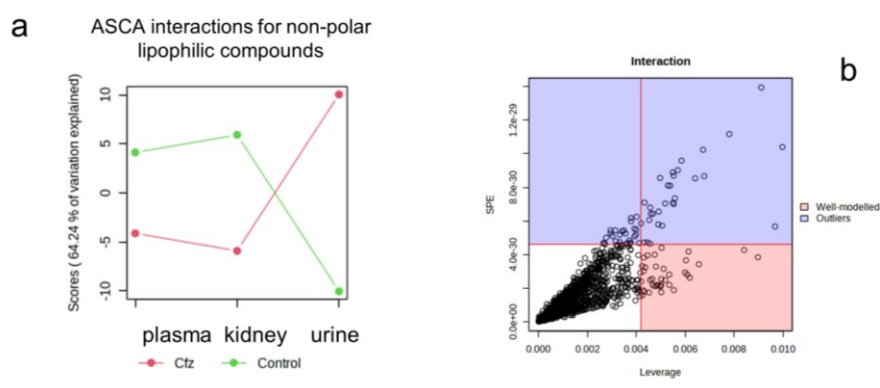 a
ASCA interactions for non-polar
lipophilic compounds
Scores ( 64.24 % of variation explained)
10
5
0
-5
-10
plasma kidney urine
Cfz Control
b
Interaction
SPE
1.2e-29
8.0e-30
4.0e-30
0.0e+00
0.000 0.002 0.004 0.006 0.008 0.010
Leverage
Well-modelled
Outliers